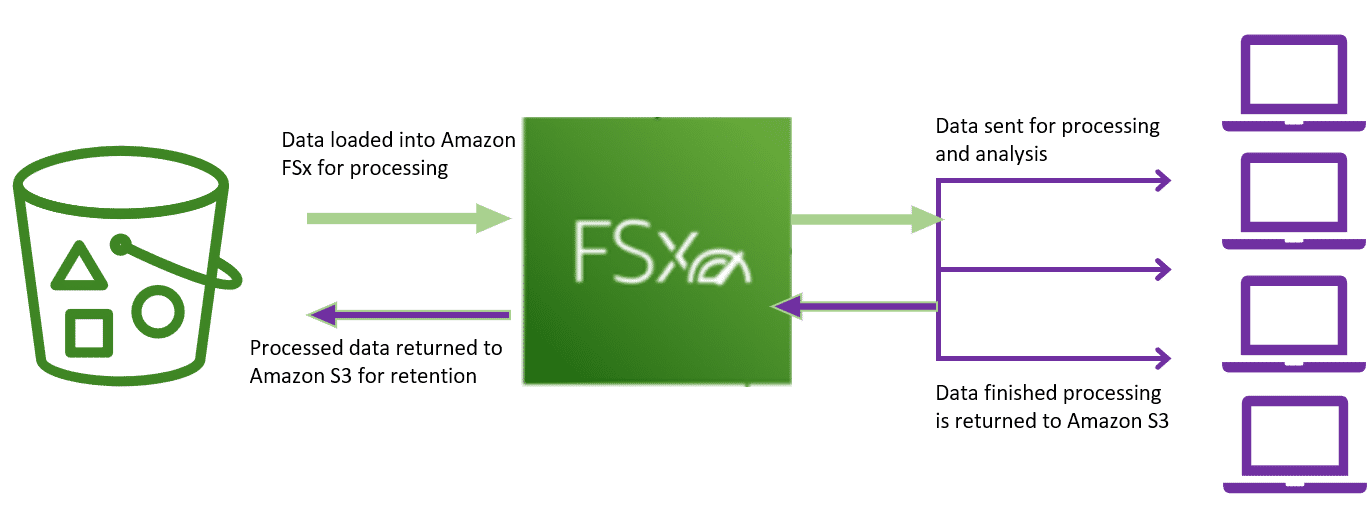 Data loaded into Amazon
FSx for processing
Processed data returned to
Amazon S3 for retention
FSx
Data sent for processing
and analysis
Data finished processing
is returned to Amazon S3